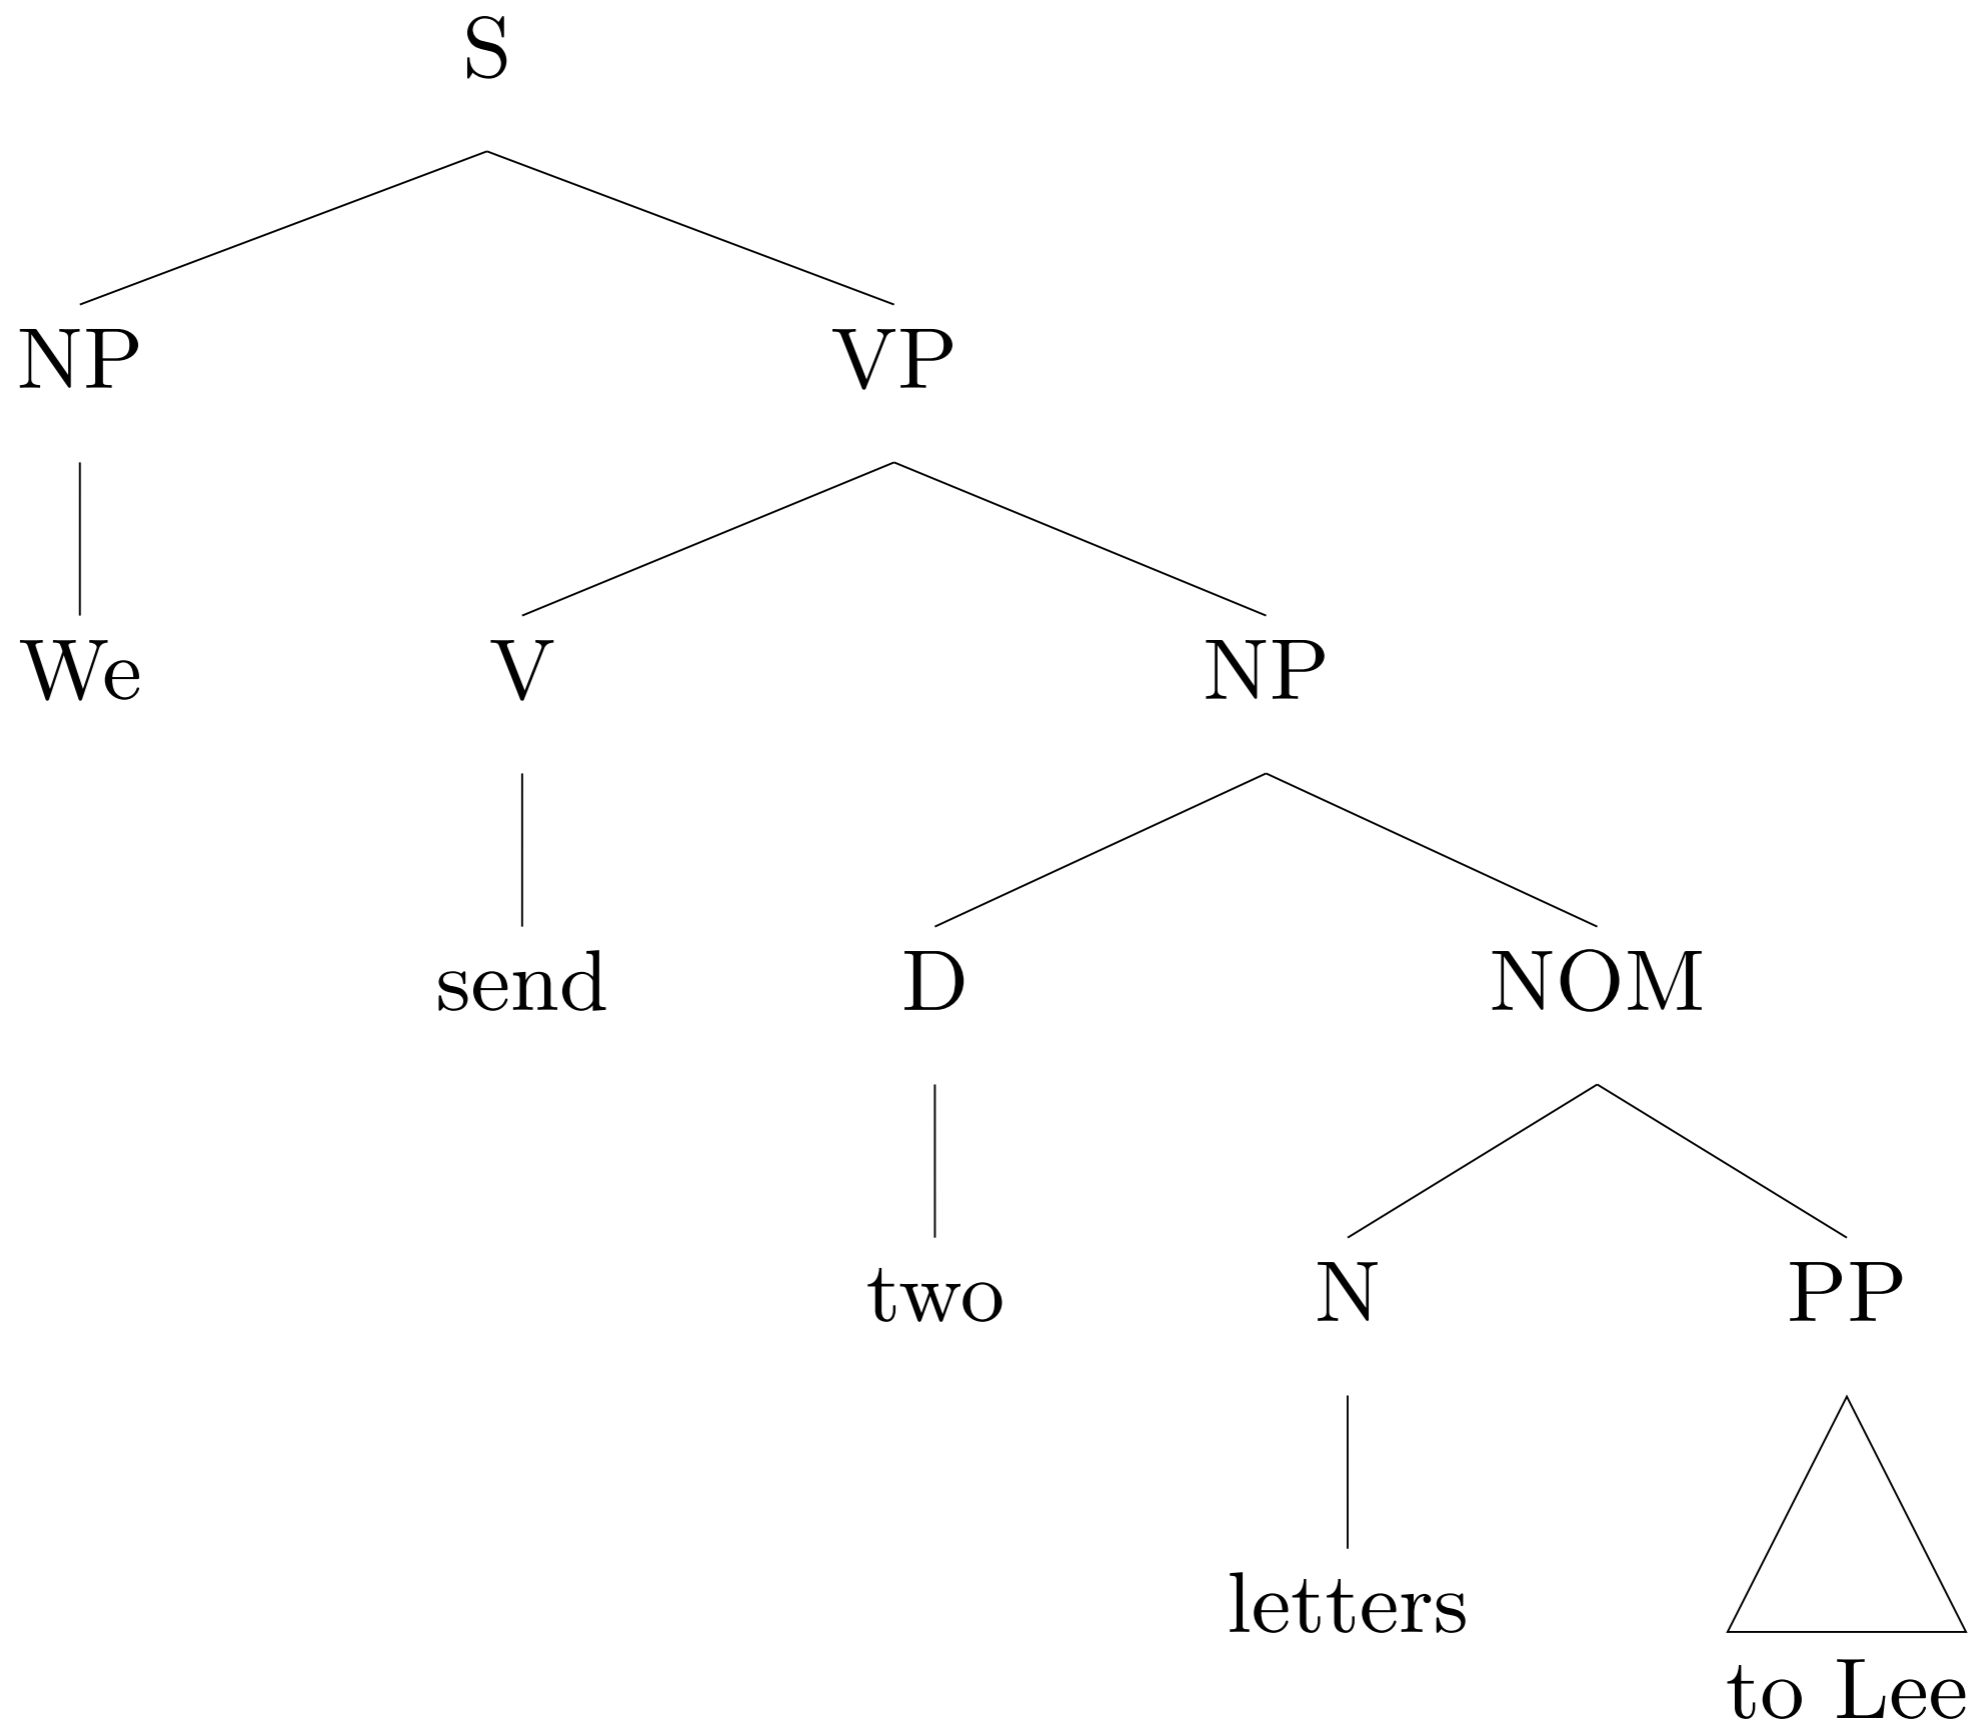 S
NP VP
We V NP
send D NOM
two N PP
letters
to Lee